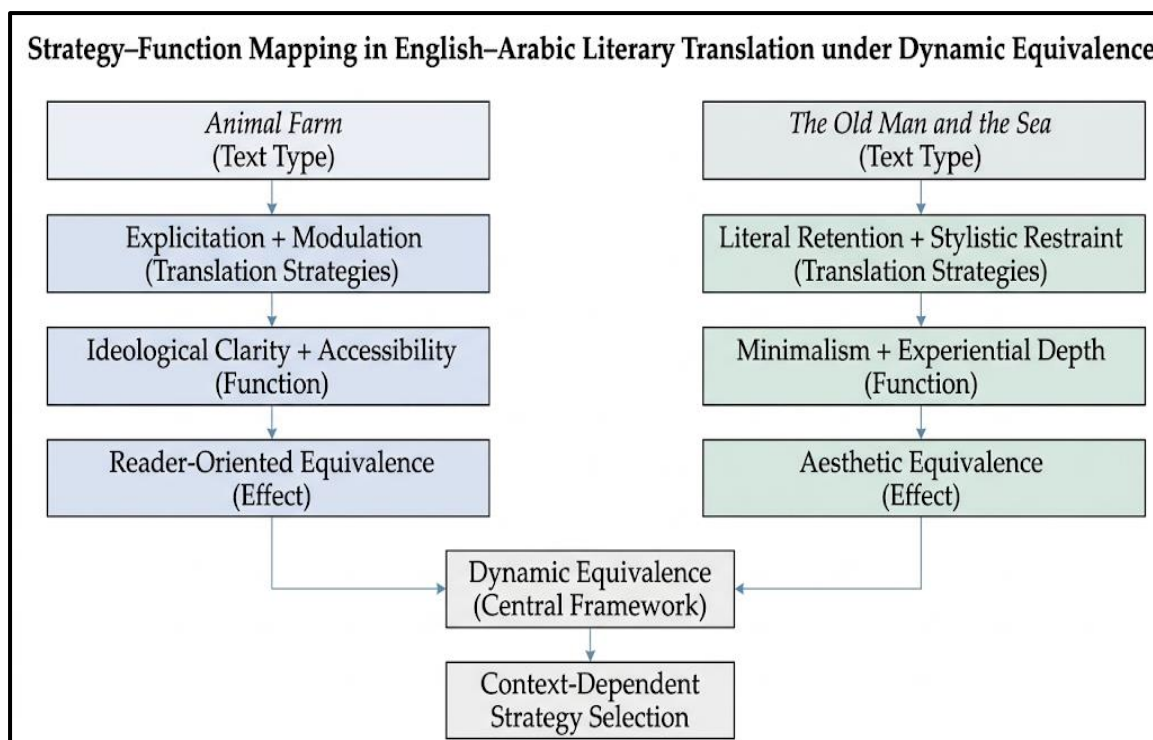 Strategy–Function Mapping in English–Arabic Literary Translation under Dynamic Equivalence
Animal Farm
(Text Type)
Explicitation + Modulation
(Translation Strategies)
Ideological Clarity + Accessibility
(Function)
Reader-Oriented Equivalence
(Effect)
The Old Man and the Sea
(Text Type)
Literal Retention + Stylistic Restraint
(Translation Strategies)
Minimalism + Experiential Depth
(Function)
Aesthetic Equivalence
(Effect)
Dynamic Equivalence
(Central Framework)
Context-Dependent
Strategy Selection